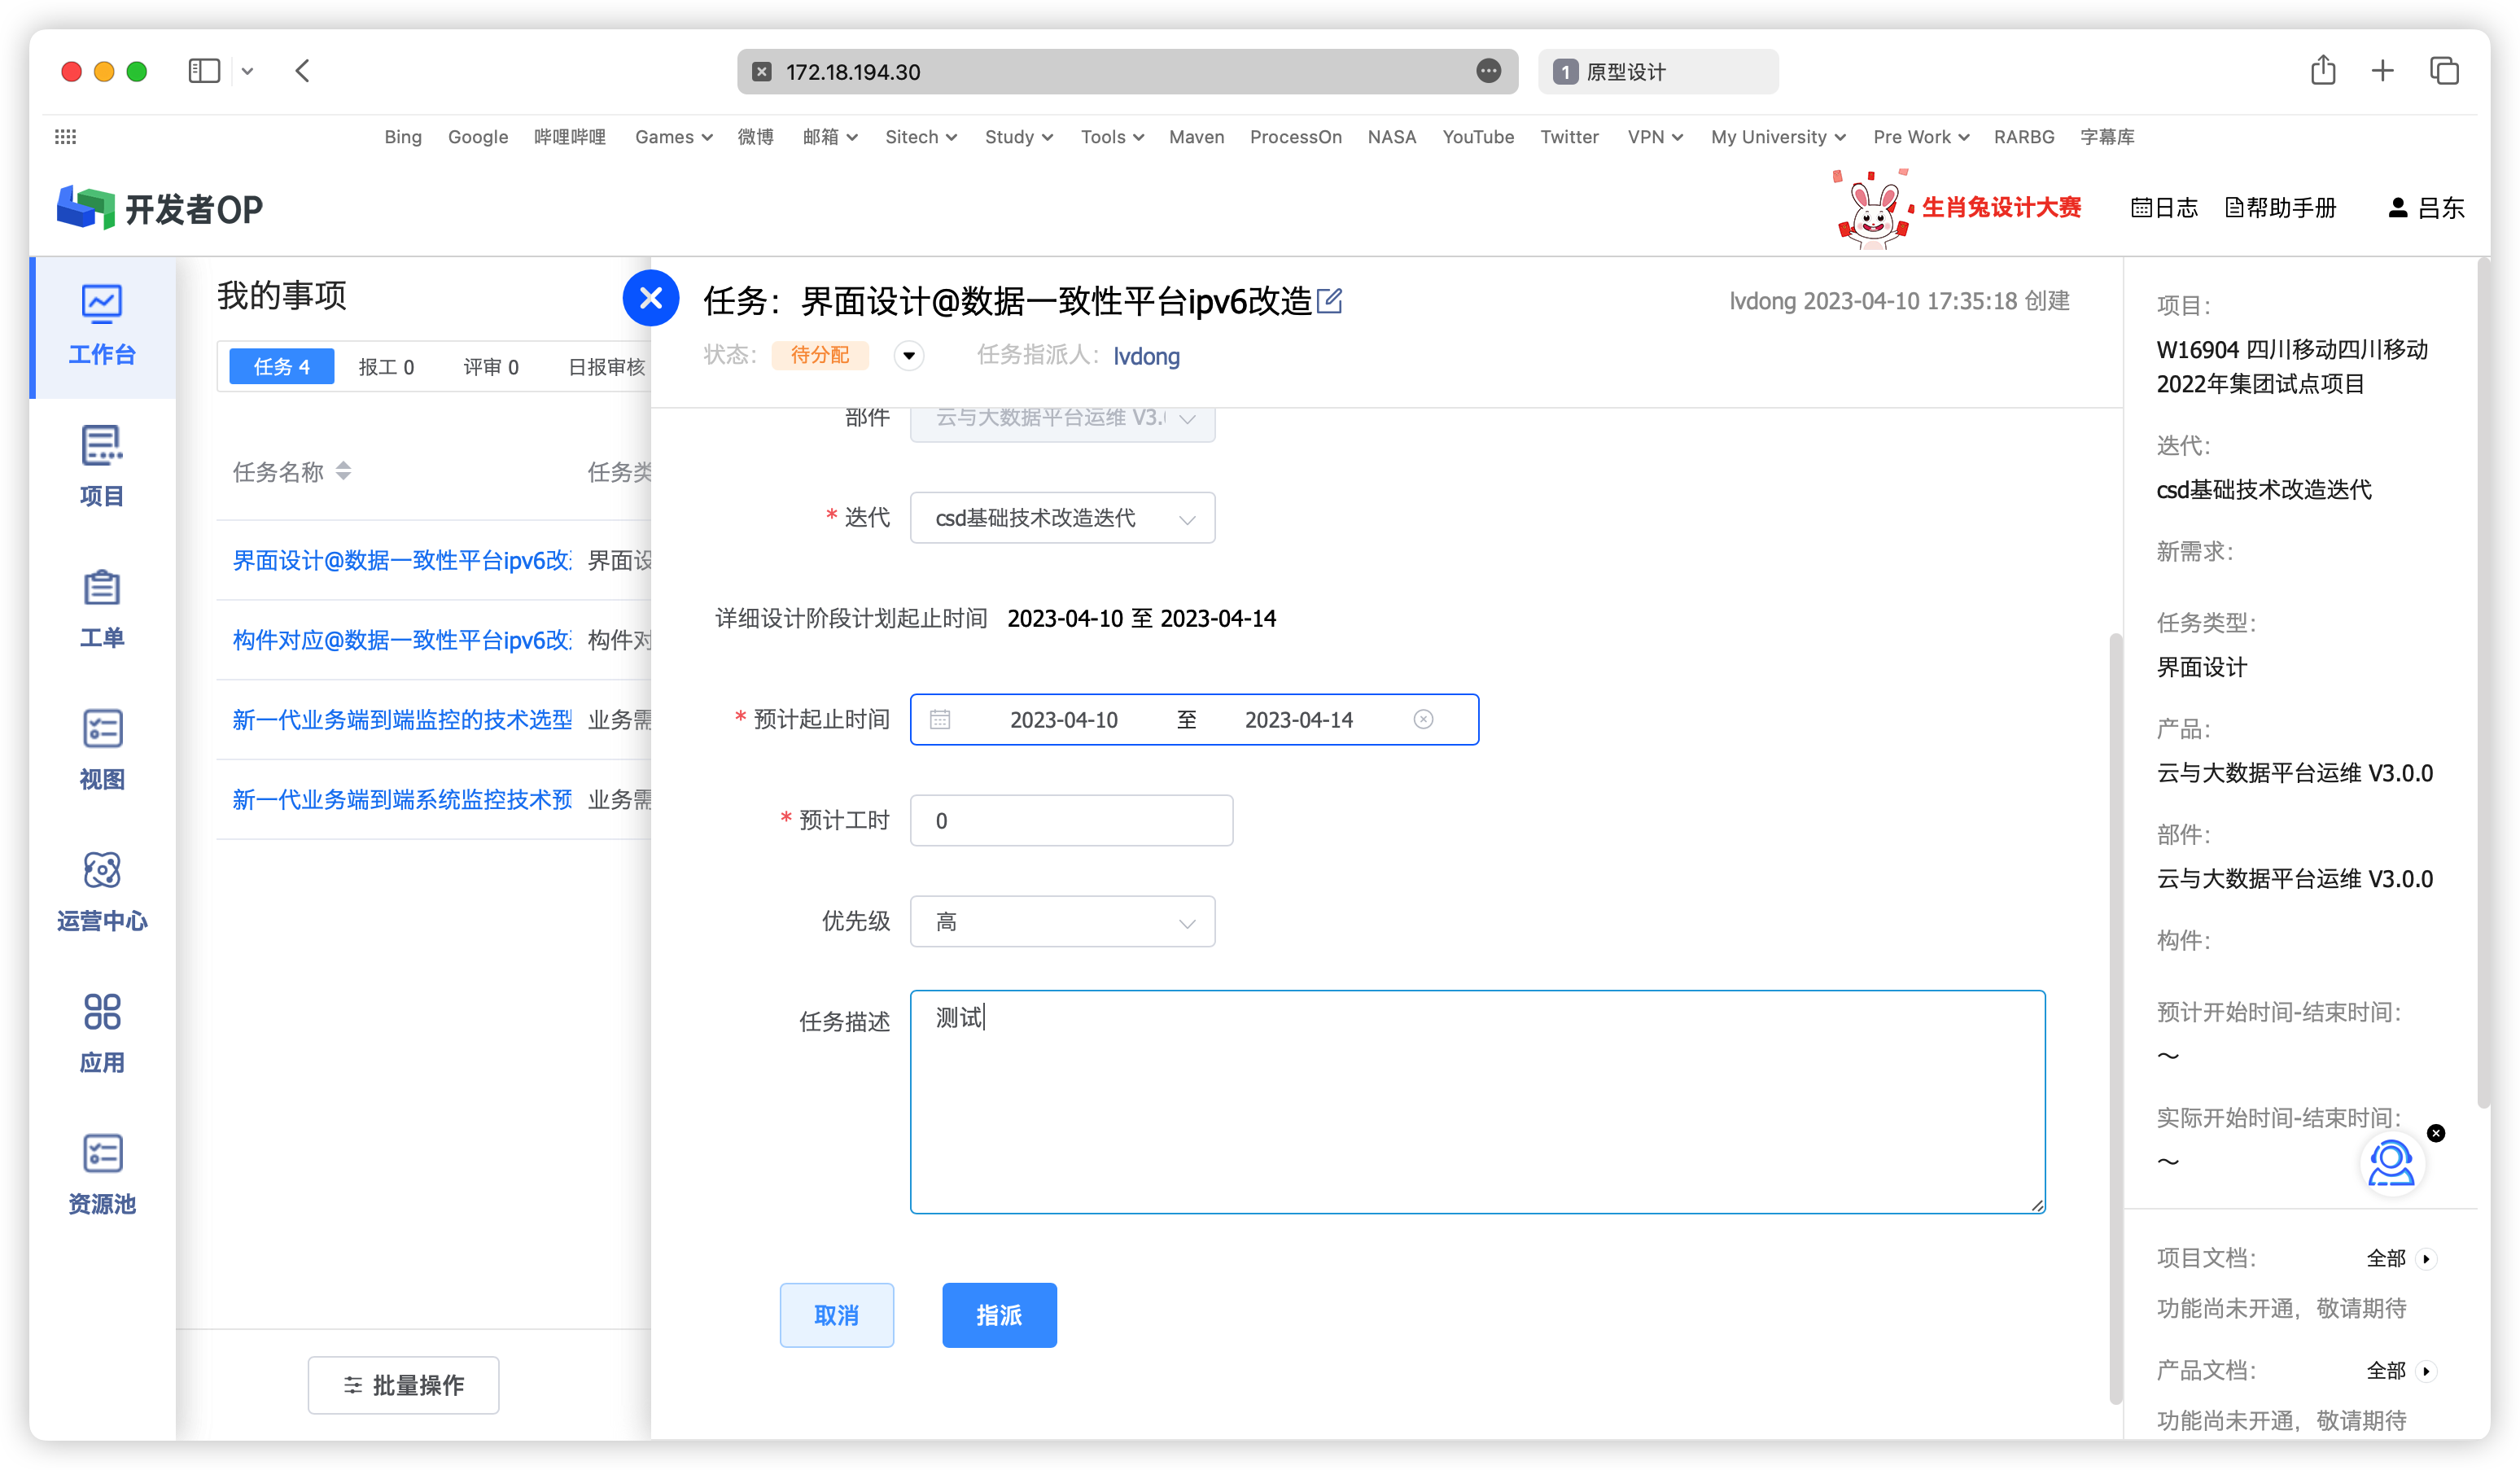 172.18.194.30
1 原型设计
Bing Google 哔哩哔哩 Games 微博 邮箱 Sitech Study Tools Maven ProcessOn NASA YouTube Twitter VPN My University Pre Work RARBG 字幕库
开发者OP
生肖兔设计大赛 日志 帮助手册 吕东
工作台
项目
工单
视图
运营中心
应用
资源池
我的事项
任务 4 报工 0 评审 0 日报审核
任务名称 任务类
界面设计@数据一致性平台ipv6改 界面设
构件对应@数据一致性平台ipv6改 构件对
新一代业务端到端监控的技术选型 业务需
新一代业务端到端系统监控技术预 业务需
批量操作
任务：界面设计@数据一致性平台ipv6改造
lvdong 2023-04-10 17:35:18 创建
状态： 待分配 任务指派人： lvdong
部件 云与大数据平台运维 V3.
* 迭代 csd基础技术改造迭代
详细设计阶段计划起止时间 2023-04-10 至 2023-04-14
* 预计起止时间 2023-04-10 至 2023-04-14
* 预计工时 0
优先级 高
任务描述 测试
取消 指派
项目：
W16904 四川移动四川移动
2022年集团试点项目
迭代：
csd基础技术改造迭代
新需求：
任务类型：
界面设计
产品：
云与大数据平台运维 V3.0.0
部件：
云与大数据平台运维 V3.0.0
构件：
预计开始时间-结束时间：
～
实际开始时间-结束时间：
～
项目文档： 全部
功能尚未开通，敬请期待
产品文档： 全部
功能尚未开通，敬请期待